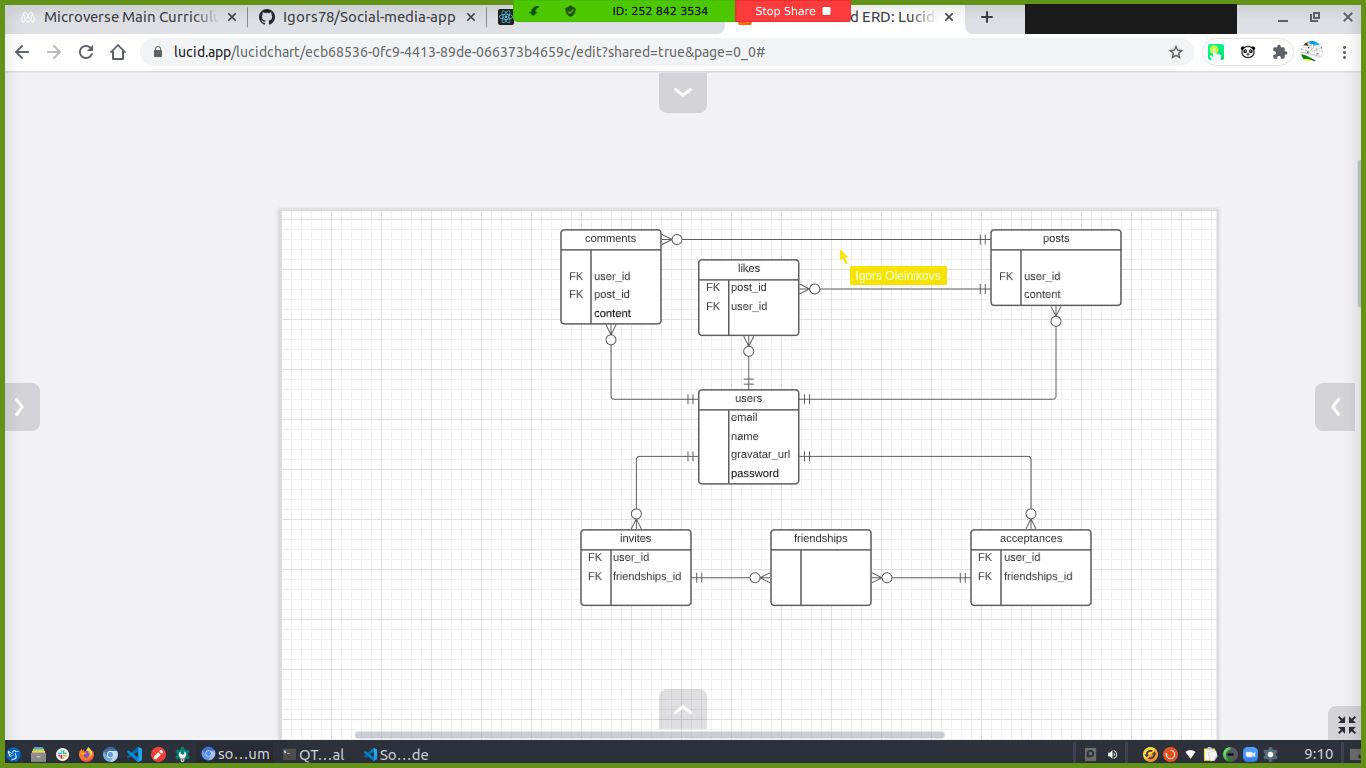 Microverse Main Curricul
Igors78/Social-media-app
ID: 252 842 3534
Stop Share
d ERD: Lucid
lucid.app/lucidchart/ecb68536-0fc9-4413-89de-066373b4659c/edit?shared=true&page=0_0#
comments
FK user_id
FK post_id
content
likes
FK post_id
FK user_id
Igors Oleinikovs
posts
FK user_id
content
users
email
name
gravatar_url
password
invites
FK user_id
FK friendships_id
friendships
acceptances
FK user_id
FK friendships_id
so...um
QT...al
So...de
9:10